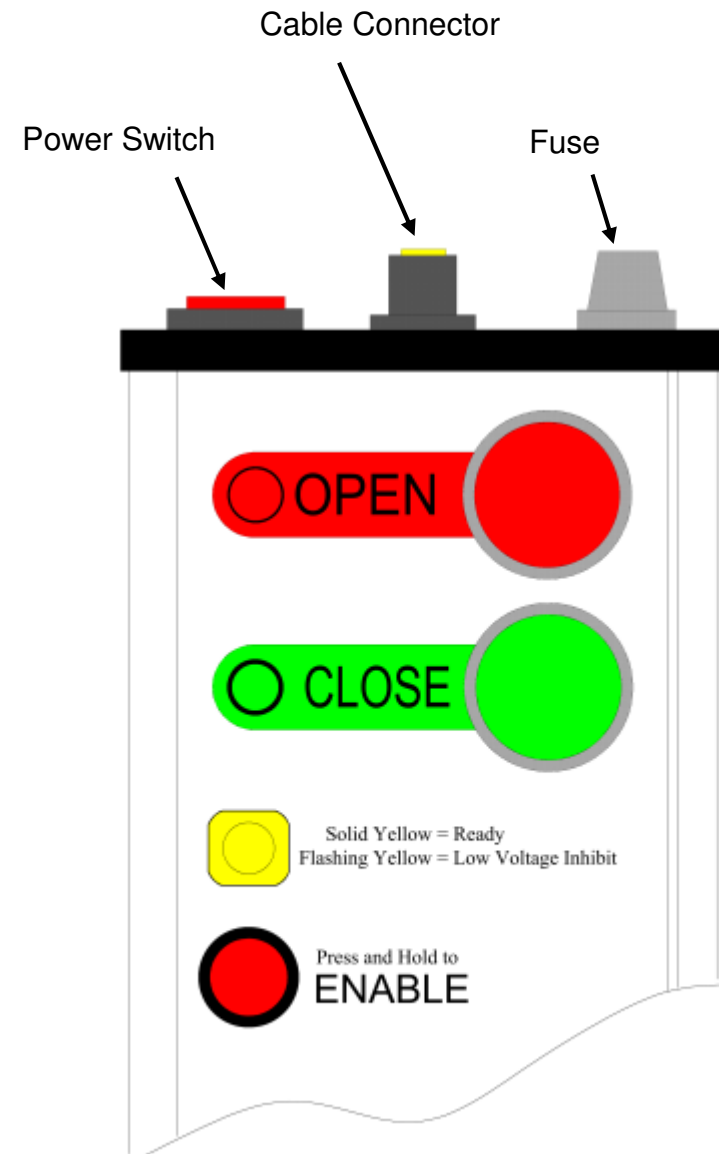 Cable Connector
Power Switch
Fuse
OPEN
CLOSE
Solid Yellow = Ready
Flashing Yellow = Low Voltage Inhibit
Press and Hold to
ENABLE